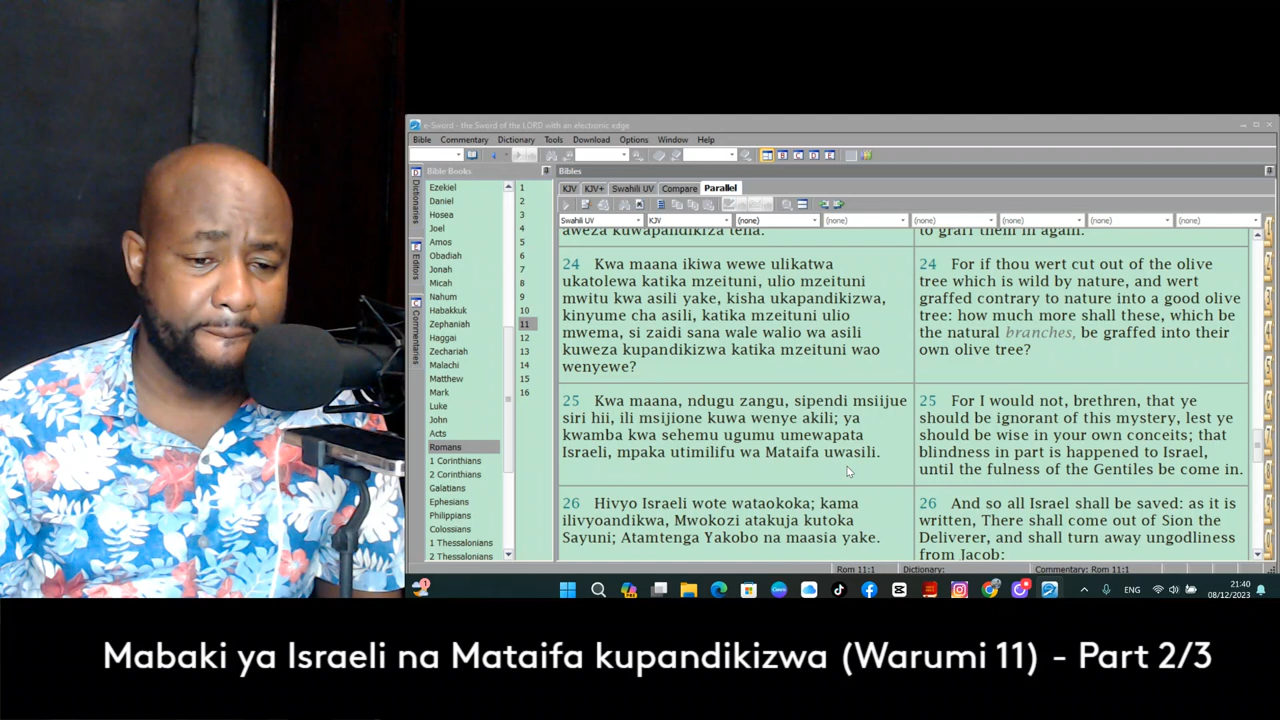 e-Sword - the Sword of the LORD with an electronic edge
Bible Commentary Dictionary Tools Download Options Window Help
Bible Books
Bibles
KJV KJV+ Swahili UV Compare Parallel
Swahili UV KJV (none) (none) (none) (none) (none) (none)
Dictionaries
Editors
Commentaries
Ezekiel
Daniel
Hosea
Joel
Amos
Obadiah
Jonah
Micah
Nahum
Habakkuk
Zephaniah
Haggai
Zechariah
Malachi
Matthew
Mark
Luke
John
Acts
Romans
1 Corinthians
2 Corinthians
Galatians
Ephesians
Philippians
Colossians
1 Thessalonians
2 Thessalonians
1
2
3
4
5
6
7
8
9
10
11
12
13
14
15
16
aweza kuwapandikiza tena.
24 Kwa maana ikiwa wewe ulikatwa
ukatolewa katika mzeituni, ulio mzeituni
mwitu kwa asili yake, kisha ukapandikizwa,
kinyume cha asili, katika mzeituni ulio
mwema, si zaidi sana wale walio wa asili
kuweza kupandikizwa katika mzeituni wao
wenyewe?
25 Kwa maana, ndugu zangu, sipendi msiijue
siri hii, ili msijione kuwa wenye akili; ya
kwamba kwa sehemu ugumu umewapata
Israeli, mpaka utimilifu wa Mataifa uwasili.
26 Hivyo Israeli wote wataokoka; kama
ilivyoandikwa, Mwokozi atakuja kutoka
Sayuni; Atamtenga Yakobo na maasia yake.
to graff them in again.
24 For if thou wert cut out of the olive
tree which is wild by nature, and wert
graffed contrary to nature into a good olive
tree: how much more shall these, which be
the natural branches, be graffed into their
own olive tree?
25 For I would not, brethren, that ye
should be ignorant of this mystery, lest ye
should be wise in your own conceits; that
blindness in part is happened to Israel,
until the fulness of the Gentiles be come in.
26 And so all Israel shall be saved: as it is
written, There shall come out of Sion the
Deliverer, and shall turn away ungodliness
from Jacob:
Rom 11:1 Dictionary: Commentary: Rom 11:1
1
ENG
21:40
08/12/2023
Mabaki ya Israeli na Mataifa kupandikizwa (Warumi 11) - Part 2/3